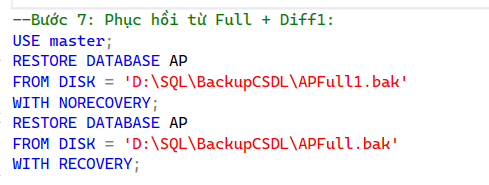 --Bước 7: Phục hồi từ Full + Diff1:
USE master;
RESTORE DATABASE AP
FROM DISK = 'D:\SQL\BackupCSDL\APFull1.bak'
WITH NORECOVERY;
RESTORE DATABASE AP
FROM DISK = 'D:\SQL\BackupCSDL\APFull.bak'
WITH RECOVERY;